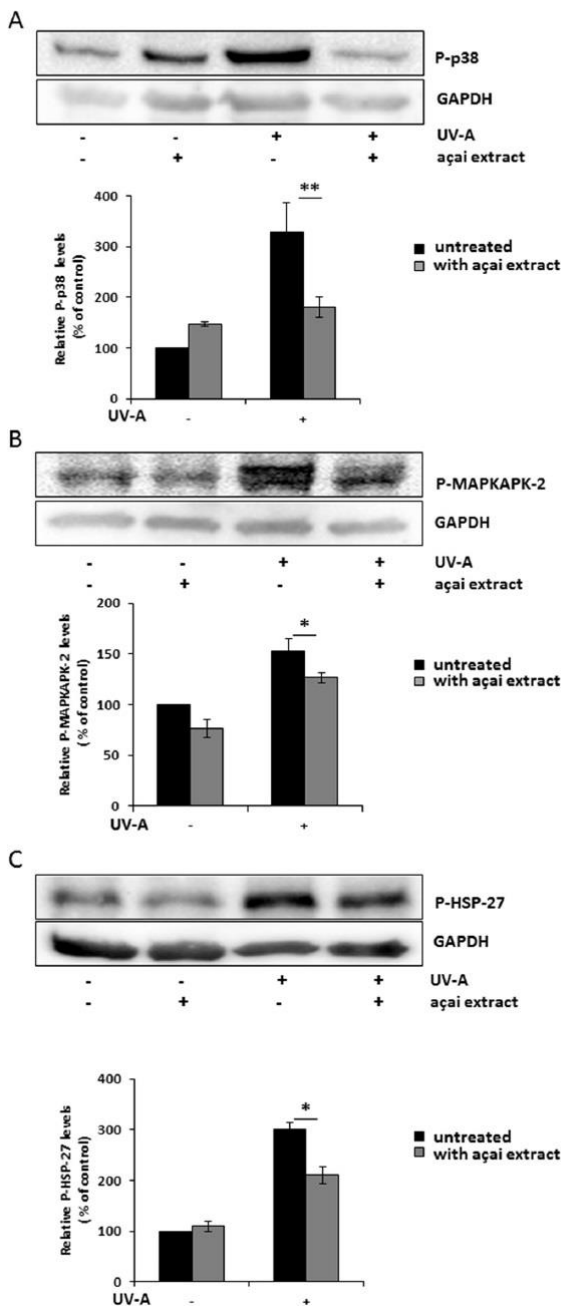 A
P-p38
GAPDH
- - + + UV-A
- + - + açai extract
Relative P-p38 levels
(% of control)
400
300
200
100
0
**
untreated
with açai extract
UV-A - +
B
P-MAPKAPK-2
GAPDH
- - + + UV-A
- + - + açai extract
Relative P-MAPKAPK-2 levels
( % of control)
200
150
100
50
0
*
untreated
with açai extract
UV-A - +
C
P-HSP-27
GAPDH
- - + + UV-A
- + - + açai extract
Relative P-HSP-27 levels
( % of control)
400
300
200
100
0
*
untreated
with açai extract
UV-A - +